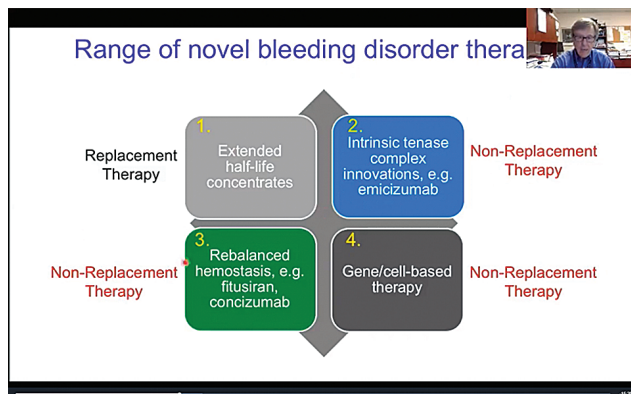 Range of novel bleeding disorder thera
1.
Extended
half-life
concentrates
2.
Intrinsic tenase
complex
innovations, e.g.
emicizumab
Replacement
Therapy
Non-Replacement
Therapy
3.
Rebalanced
hemostasis, e.g.
fitusiran,
concizumab
4.
Gene/cell-based
therapy
Non-Replacement
Therapy
Non-Replacement
Therapy